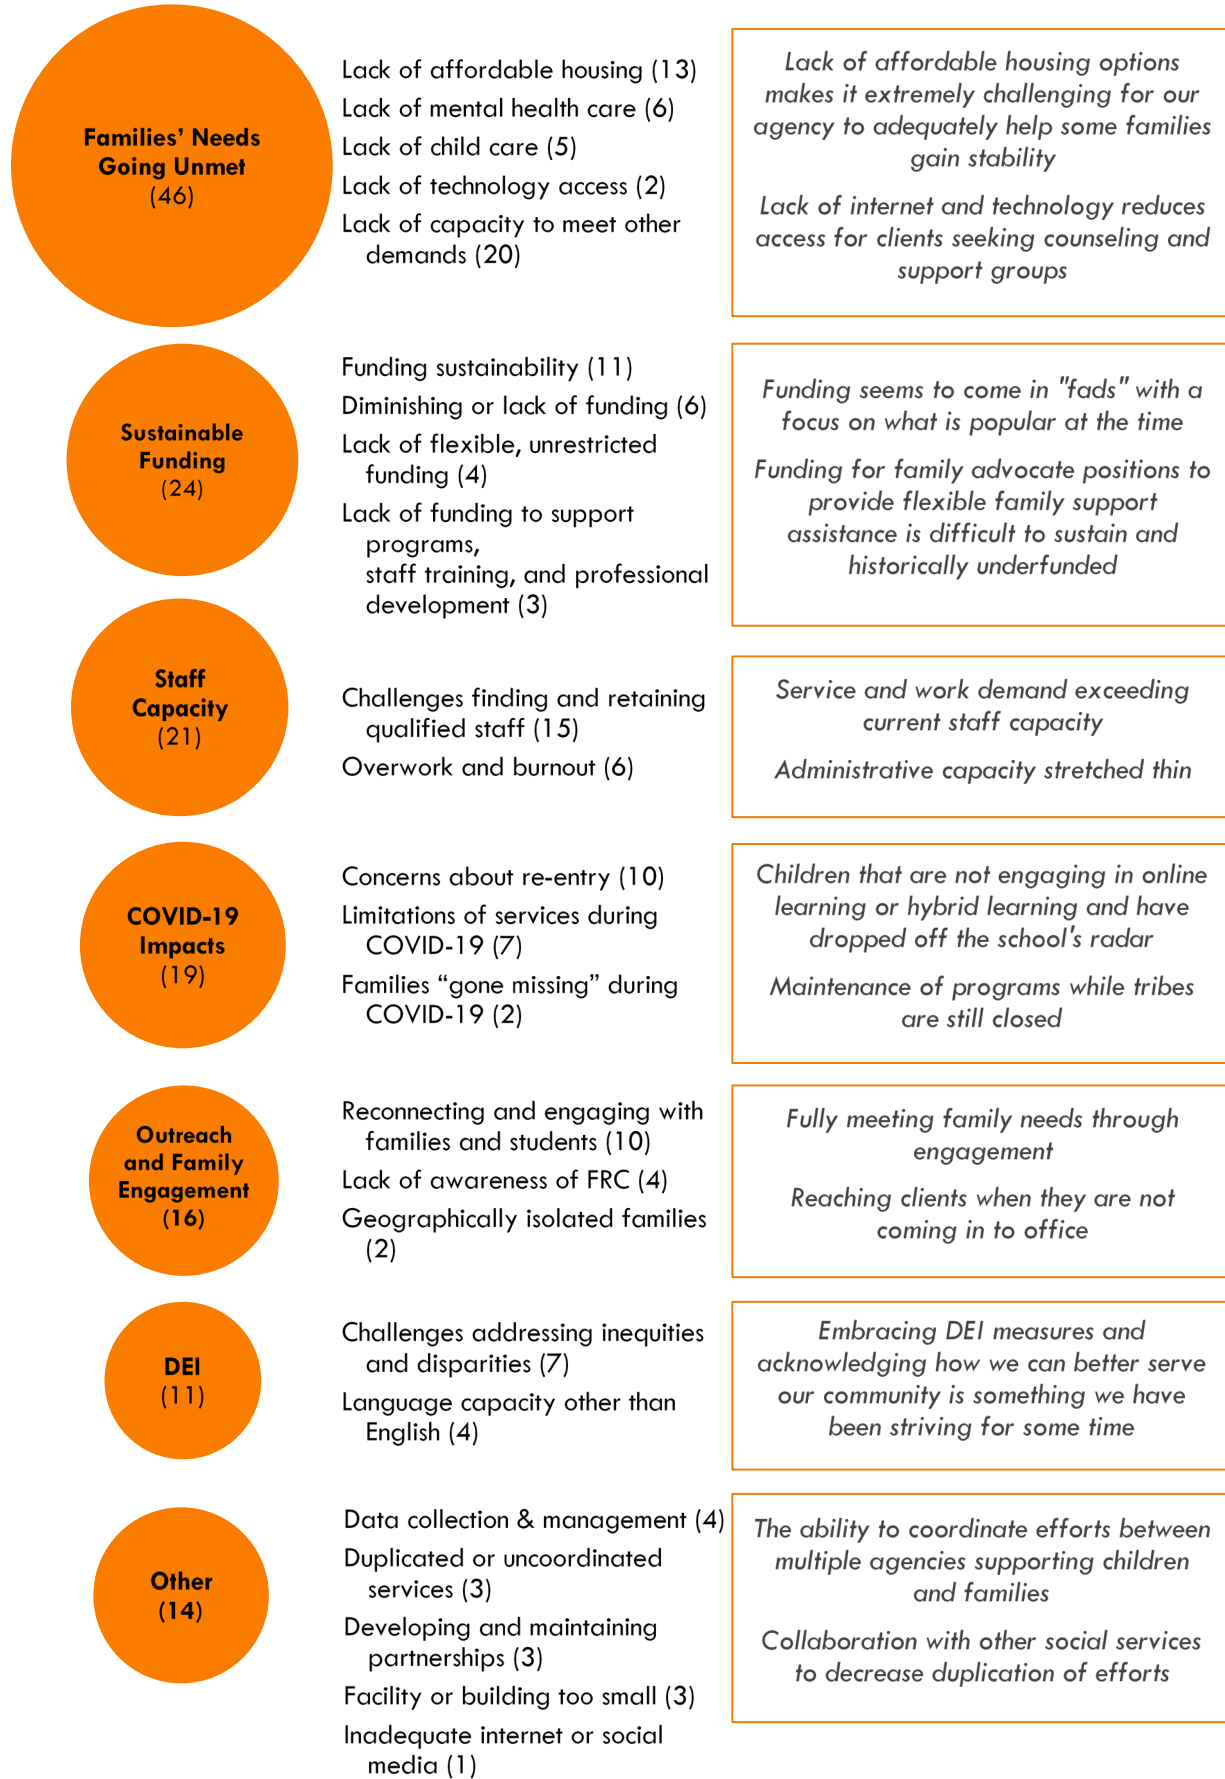 Families’ Needs
Going Unmet
(46)
Lack of affordable housing (13)
Lack of mental health care (6)
Lack of child care (5)
Lack of technology access (2)
Lack of capacity to meet other
demands (20)
Lack of affordable housing options
makes it extremely challenging for our
agency to adequately help some families
gain stability
Lack of internet and technology reduces
access for clients seeking counseling and
support groups
Sustainable
Funding
(24)
Funding sustainability (11)
Diminishing or lack of funding (6)
Lack of flexible, unrestricted
funding (4)
Lack of funding to support
programs,
staff training, and professional
development (3)
Funding seems to come in "fads" with a
focus on what is popular at the time
Funding for family advocate positions to
provide flexible family support
assistance is difficult to sustain and
historically underfunded
Staff
Capacity
(21)
Challenges finding and retaining
qualified staff (15)
Overwork and burnout (6)
Service and work demand exceeding
current staff capacity
Administrative capacity stretched thin
COVID-19
Impacts
(19)
Concerns about re-entry (10)
Limitations of services during
COVID-19 (7)
Families “gone missing” during
COVID-19 (2)
Children that are not engaging in online
learning or hybrid learning and have
dropped off the school's radar
Maintenance of programs while tribes
are still closed
Outreach
and Family
Engagement
(16)
Reconnecting and engaging with
families and students (10)
Lack of awareness of FRC (4)
Geographically isolated families
(2)
Fully meeting family needs through
engagement
Reaching clients when they are not
coming in to office
DEI
(11)
Challenges addressing inequities
and disparities (7)
Language capacity other than
English (4)
Embracing DEI measures and
acknowledging how we can better serve
our community is something we have
been striving for some time
Other
(14)
Data collection & management (4)
Duplicated or uncoordinated
services (3)
Developing and maintaining
partnerships (3)
Facility or building too small (3)
Inadequate internet or social
media (1)
The ability to coordinate efforts between
multiple agencies supporting children
and families
Collaboration with other social services
to decrease duplication of efforts